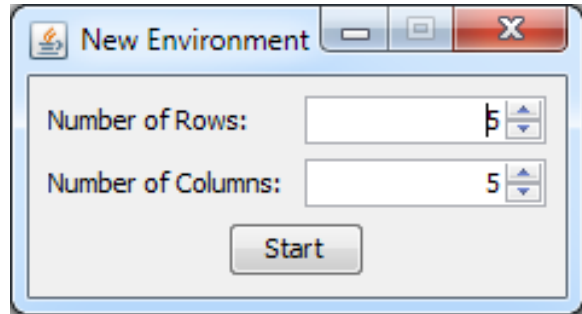 New Environment
Number of Rows: 5
Number of Columns: 5
Start